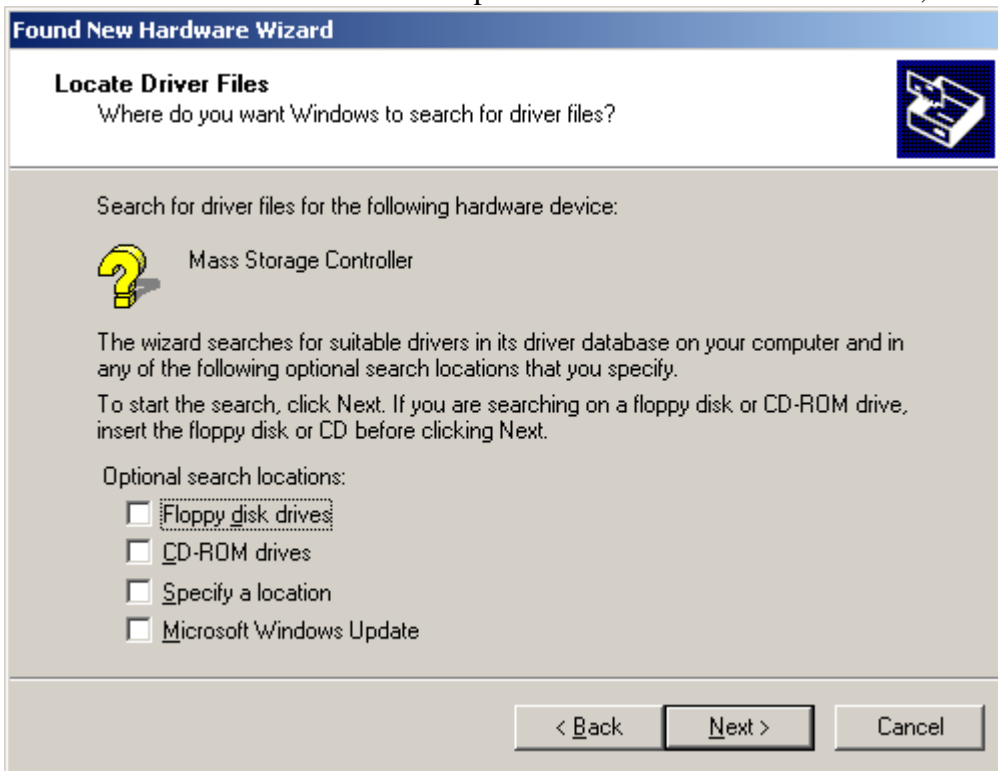 Found New Hardware Wizard
Locate Driver Files
Where do you want Windows to search for driver files?
Search for driver files for the following hardware device:
Mass Storage Controller
The wizard searches for suitable drivers in its driver database on your computer and in
any of the following optional search locations that you specify.
To start the search, click Next. If you are searching on a floppy disk or CD-ROM drive,
insert the floppy disk or CD before clicking Next.
Optional search locations:
Floppy disk drives
CD-ROM drives
Specify a location
Microsoft Windows Update
< Back Next > Cancel